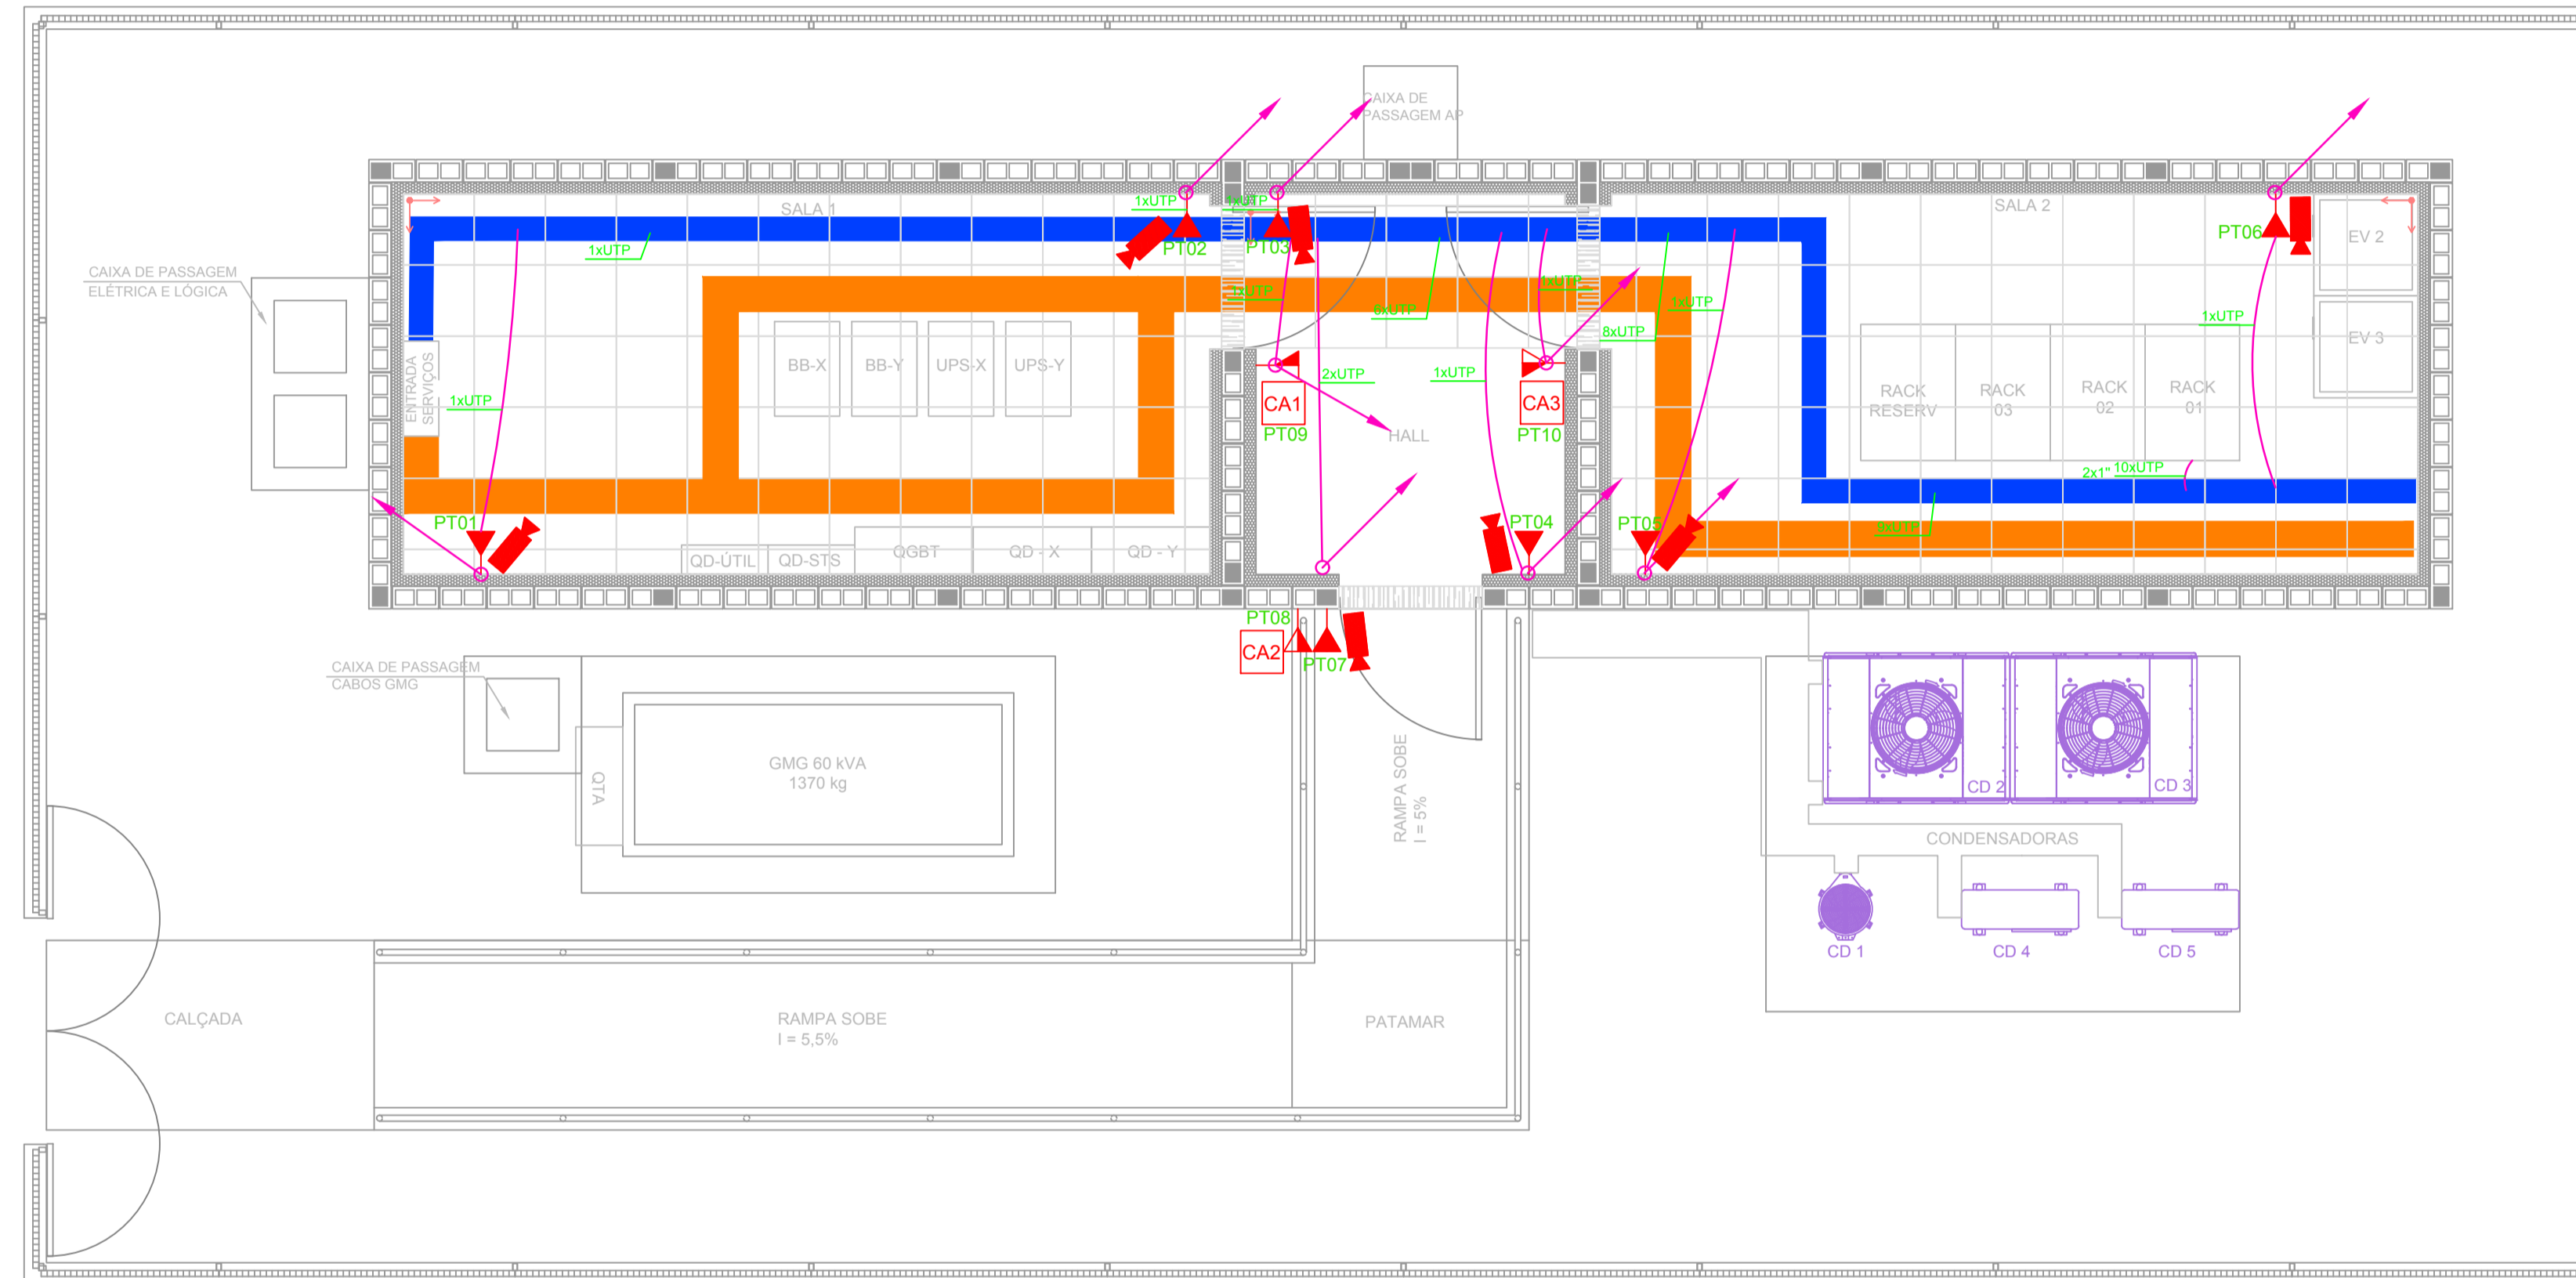 CAIXA DE
PASSAGEM AP
1xUTP
1xUTP
SALA 1
SALA 2
PT02
PT03
PT06
EV 2
1xUTP
CAIXA DE PASSAGEM
ELÉTRICA E LÓGICA
1xUTP
1xUTP
1xUTP
6xUTP
8xUTP
1xUTP
EV 3
ENTRADA
SERVIÇOS
BB-X
BB-Y
UPS-X
UPS-Y
2xUTP
1xUTP
RACK
RESERV
RACK
03
RACK
02
RACK
01
1xUTP
CA1
PT09
CA3
PT10
HALL
2x1" 10xUTP
9xUTP
PT01
PT04
PT05
QD-ÚTIL
QD-STS
QGBT
QD - X
QD - Y
PT08
CA2
PT07
CAIXA DE PASSAGEM
CABOS GMG
QTA
GMG 60 kVA
1370 kg
RAMPA SOBE
I = 5%
CD 2
CD 3
CONDENSADORAS
CD 1
CD 4
CD 5
CALÇADA
RAMPA SOBE
I = 5,5%
PATAMAR